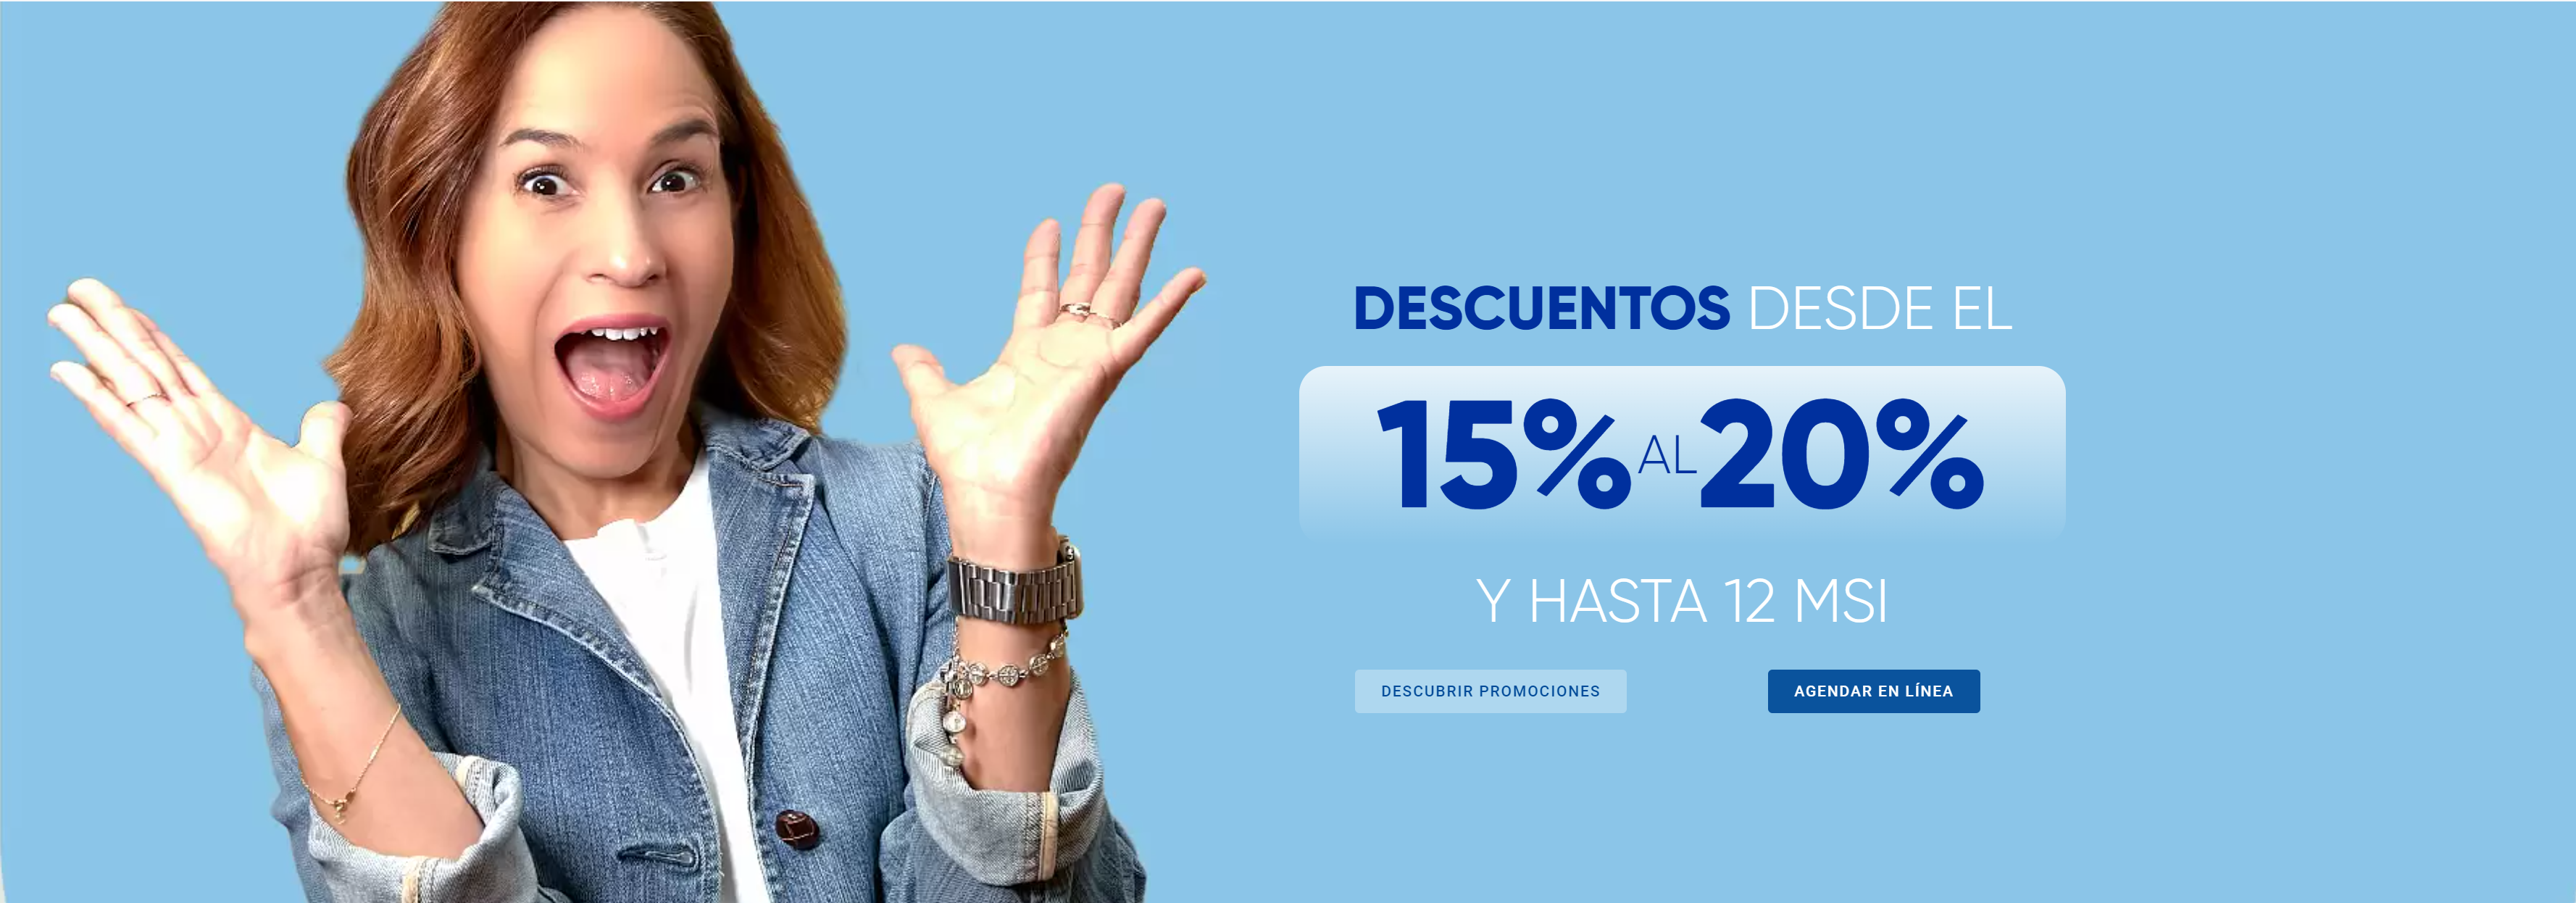 DESCUENTOS DESDE EL
15% AL 20%
Y HASTA 12 MSI
DESCUBRIR PROMOCIONES
AGENDAR EN LÍNEA